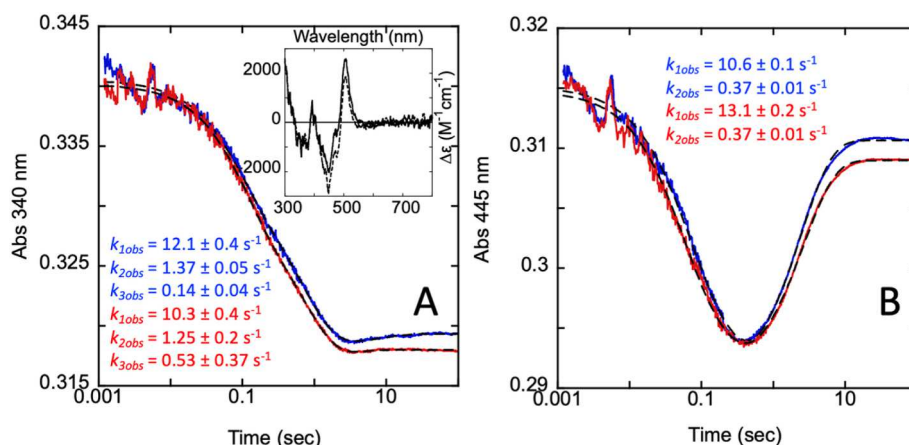 0.345
Abs 340 nm
0.335
0.325
0.315
0.001
0.1
10
Time (sec)
Wavelength (nm)
2000
0
2000
Δε (M⁻¹cm⁻¹)
300
500
700
k1obs = 12.1 ± 0.4 s⁻¹
k2obs = 1.37 ± 0.05 s⁻¹
k3obs = 0.14 ± 0.04 s⁻¹
k1obs = 10.3 ± 0.4 s⁻¹
k2obs = 1.25 ± 0.2 s⁻¹
k3obs = 0.53 ± 0.37 s⁻¹
A
0.32
Abs 445 nm
0.31
0.3
0.29
0.001
0.1
10
Time (sec)
k1obs = 10.6 ± 0.1 s⁻¹
k2obs = 0.37 ± 0.01 s⁻¹
k1obs = 13.1 ± 0.2 s⁻¹
k2obs = 0.37 ± 0.01 s⁻¹
B